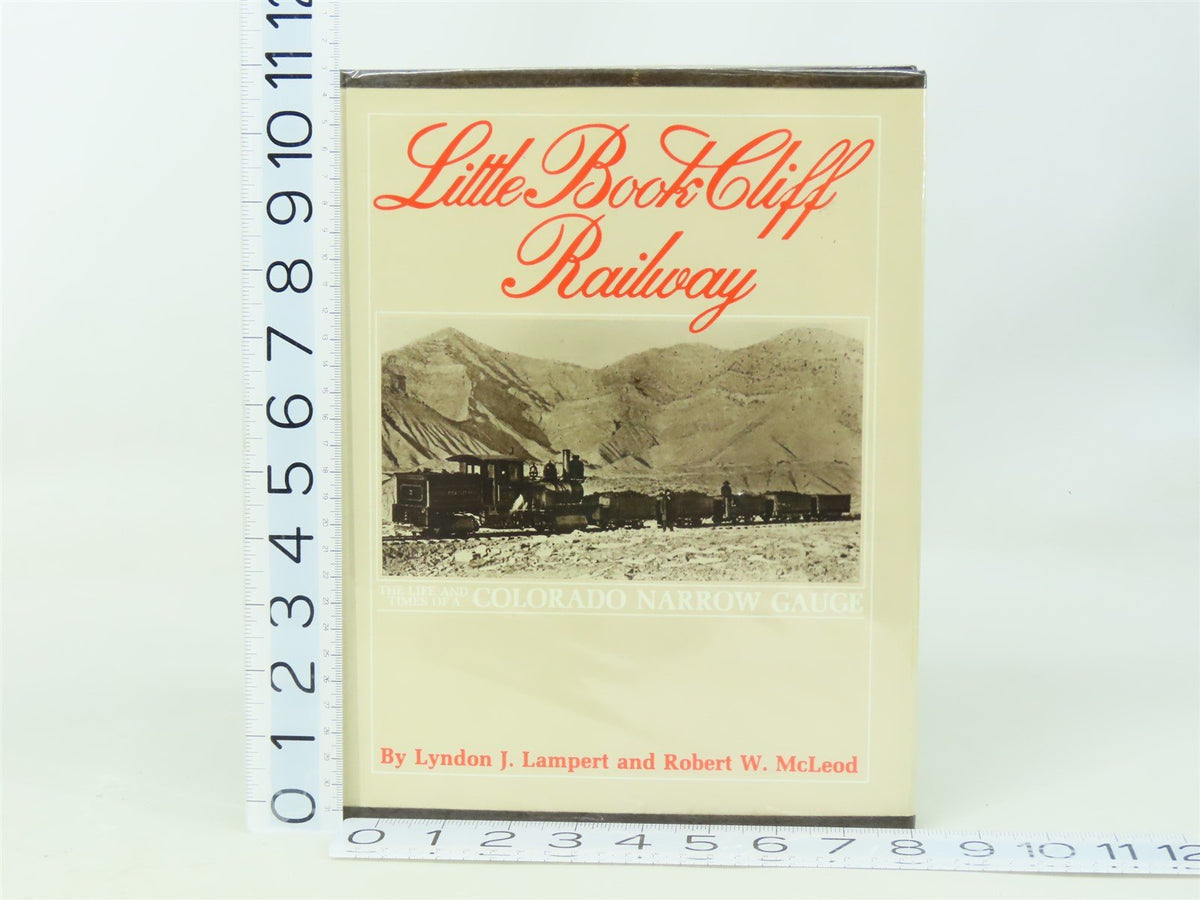 Little Book Cliff
Railway
THE LIFE AND
TIMES OF A
COLORADO NARROW GAUGE
By Lyndon J. Lampert and Robert W. McLeod
12
11
10
9
8
7
6
5
4
3
2
1
0
0 1 2 3 4 5 6 7 8 9 10 11 12